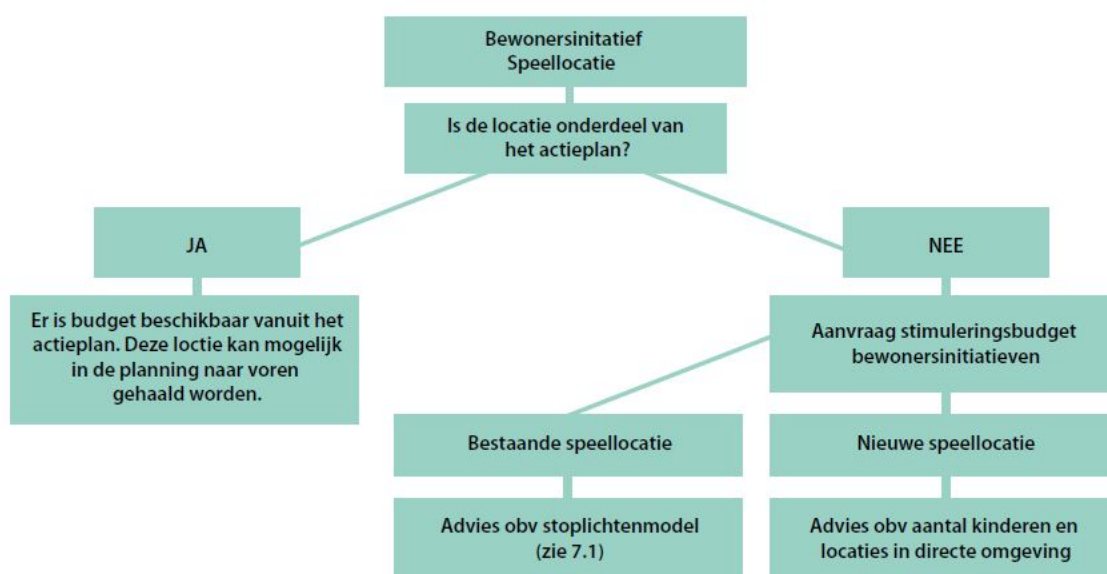 Bewonersinitatief
Speellocatie
Is de locatie onderdeel van
het actieplan?
JA
NEE
Er is budget beschikbaar vanuit het
actieplan. Deze loctie kan mogelijk
in de planning naar voren
gehaald worden.
Aanvraag stimuleringsbudget
bewonersinitiatieven
Bestaande speellocatie
Nieuwe speellocatie
Advies obv stoplichtenmodel
(zie 7.1)
Advies obv aantal kinderen en
locaties in directe omgeving